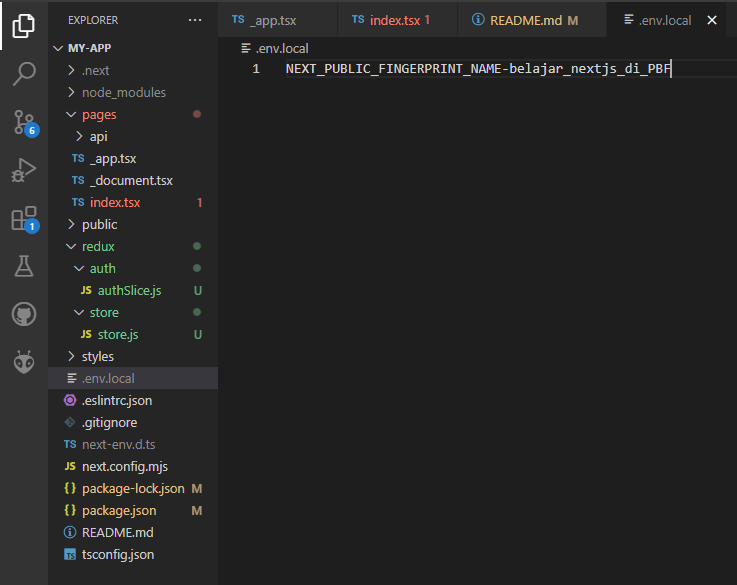 EXPLORER ···
MY-APP
.next
node_modules
pages
api
TS _app.tsx
TS _document.tsx
TS index.tsx 1
public
redux
auth
JS authSlice.js U
store
JS store.js U
styles
.env.local
.eslintrc.json
.gitignore
TS next-env.d.ts
JS next.config.mjs
{} package-lock.json M
{} package.json M
README.md
TS tsconfig.json
6
1
TS _app.tsx
TS index.tsx 1
README.md M
.env.local
.env.local
1 NEXT_PUBLIC_FINGERPRINT_NAME-belajar_nextjs_di_PBF